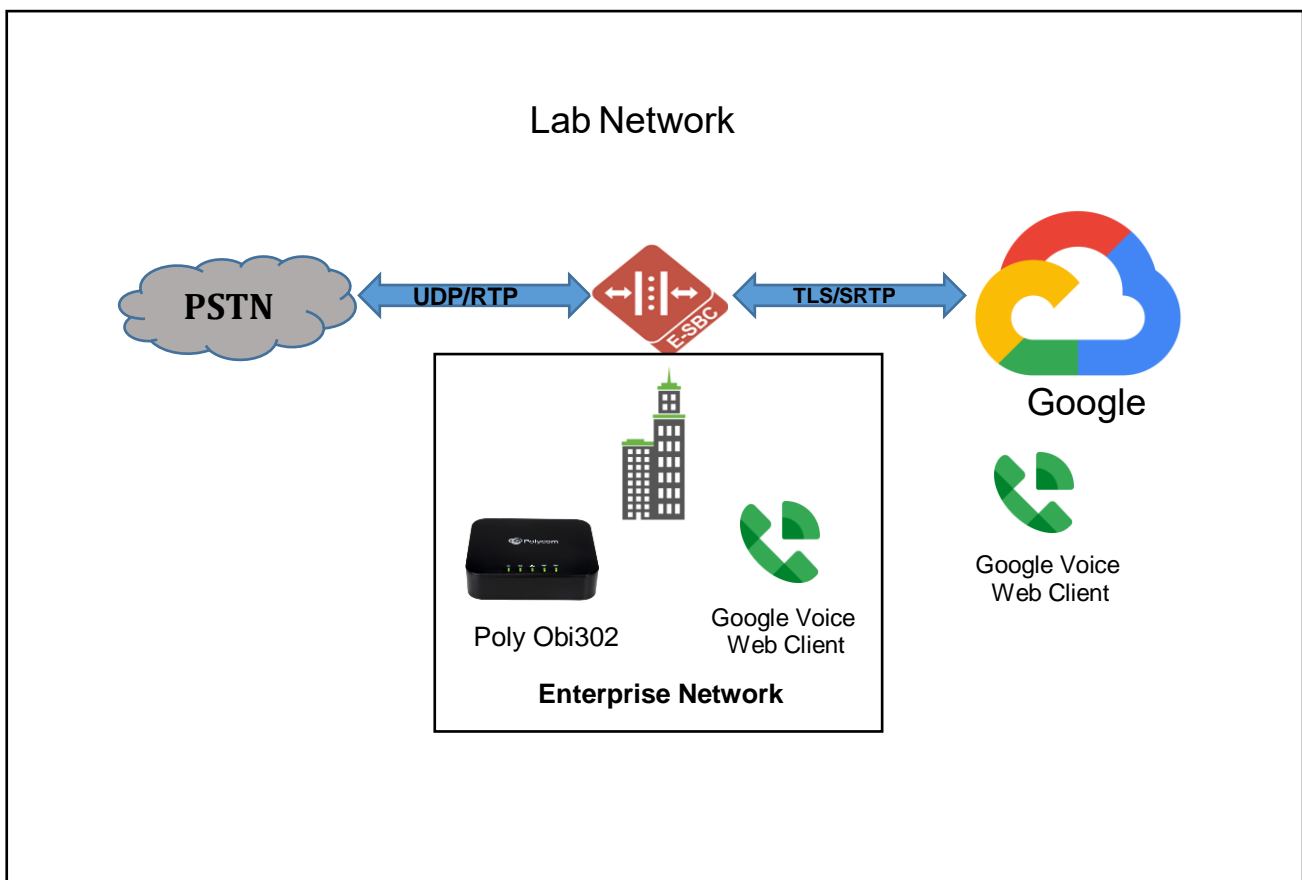 Lab Network
PSTN
UDP/RTP
E-SBC
TLS/SRTP
Google
Polycom
Poly Obi302
Google Voice
Web Client
Google Voice
Web Client
Enterprise Network